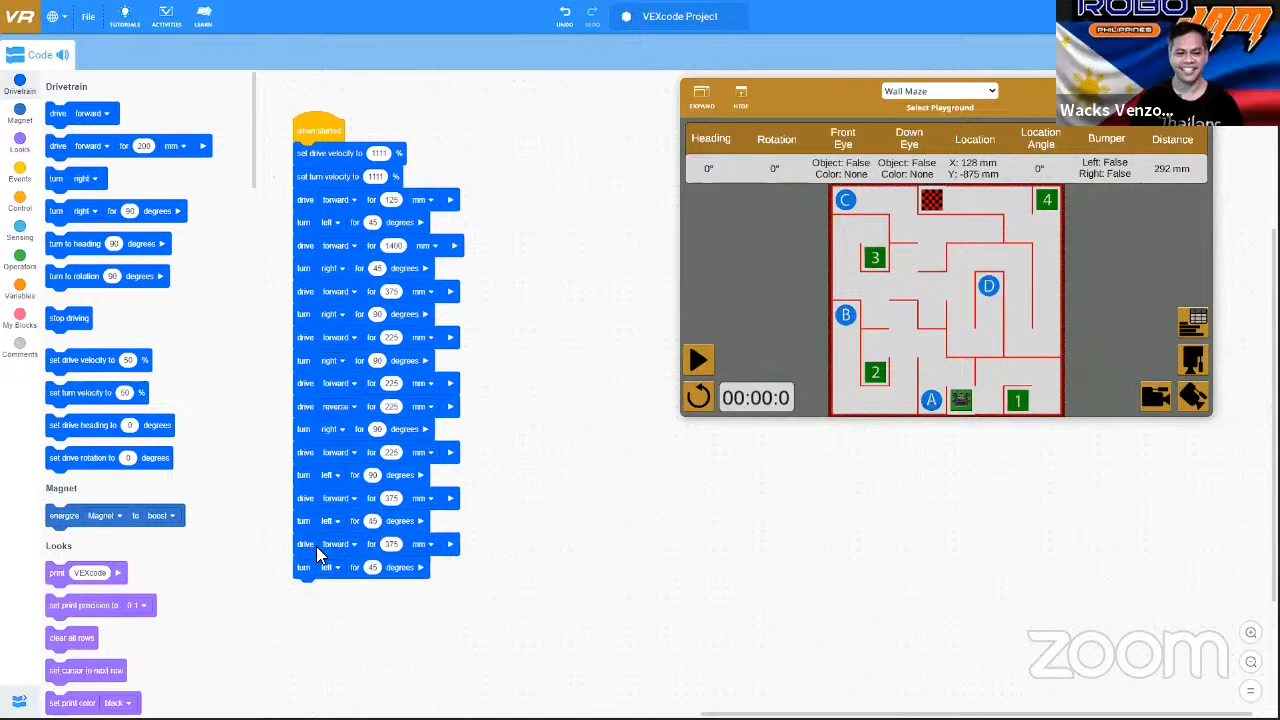 VR
File
TUTORIALS
ACTIVITIES
LEARN
UNDO
REDO
VEXcode Project
PHILIPPINES
JAM
Wacks Venzo...
Code
Drivetrain
Magnet
Looks
Events
Control
Sensing
Operators
Variables
My Blocks
Comments
Drivetrain
drive forward
drive forward for 200 mm
turn right
turn right for 90 degrees
turn to heading 90 degrees
turn to rotation 90 degrees
stop driving
set drive velocity to 50 %
set turn velocity to 50 %
set drive heading to 0 degrees
set drive rotation to 0 degrees
Magnet
energize Magnet to boost
Looks
print VEXcode
set print precision to 0.1
clear all rows
set cursor to next row
set print color black
when started
set drive velocity to 1111 %
set turn velocity to 1111 %
drive forward for 125 mm
turn left for 45 degrees
drive forward for 1400 mm
turn right for 45 degrees
drive forward for 375 mm
turn right for 90 degrees
drive forward for 225 mm
turn right for 90 degrees
drive forward for 225 mm
drive reverse for 225 mm
turn right for 90 degrees
drive forward for 225 mm
turn left for 90 degrees
drive forward for 375 mm
turn left for 45 degrees
drive forward for 375 mm
turn left for 45 degrees
EXPAND
HIDE
Wall Maze
Select Playground
Heading Rotation Front Eye Down Eye Location Location Angle Bumper Distance
0° 0° Object: False Color: None Object: False Color: None X: 128 mm Y: -875 mm 0° Left: False Right: False 292 mm
C 4
3
D
B
2
A 1
00:00:0
zoom